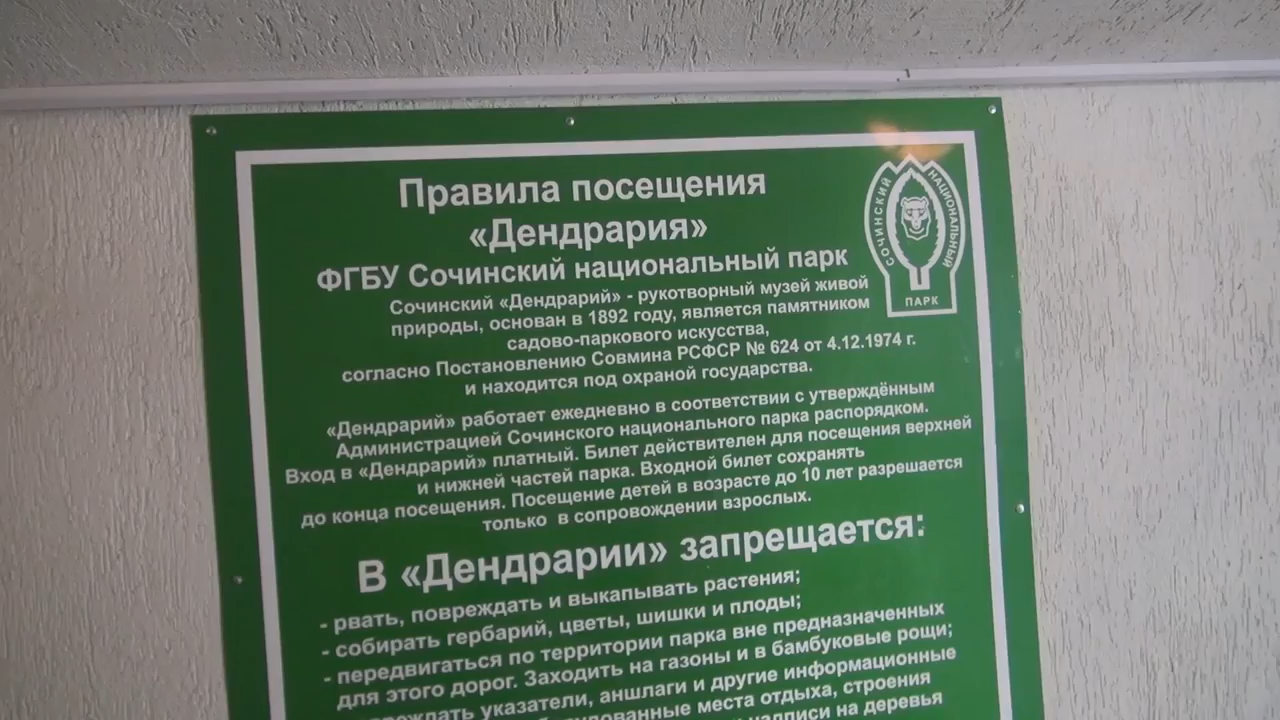 Правила посещения
«Дендрария»
ФГБУ Сочинский национальный парк
СОЧИНСКИЙ НАЦИОНАЛЬНЫЙ
ПАРК
Сочинский «Дендрарий» - рукотворный музей живой
природы, основан в 1892 году, является памятником
садово-паркового искусства,
согласно Постановлению Совмина РСФСР № 624 от 4.12.1974 г.
и находится под охраной государства.
«Дендрарий» работает ежедневно в соответствии с утверждённым
Администрацией Сочинского национального парка распорядком.
Вход в «Дендрарий» платный. Билет действителен для посещения верхней
и нижней частей парка. Входной билет сохранять
до конца посещения. Посещение детей в возрасте до 10 лет разрешается
только в сопровождении взрослых.
В «Дендрарии» запрещается:
- рвать, повреждать и выкапывать растения;
- собирать гербарий, цветы, шишки и плоды;
- передвигаться по территории парка вне предназначенных
для этого дорог. Заходить на газоны и в бамбуковые рощи;
указатели, аншлаги и другие информационные
места отдыха, строения
надписи на деревья